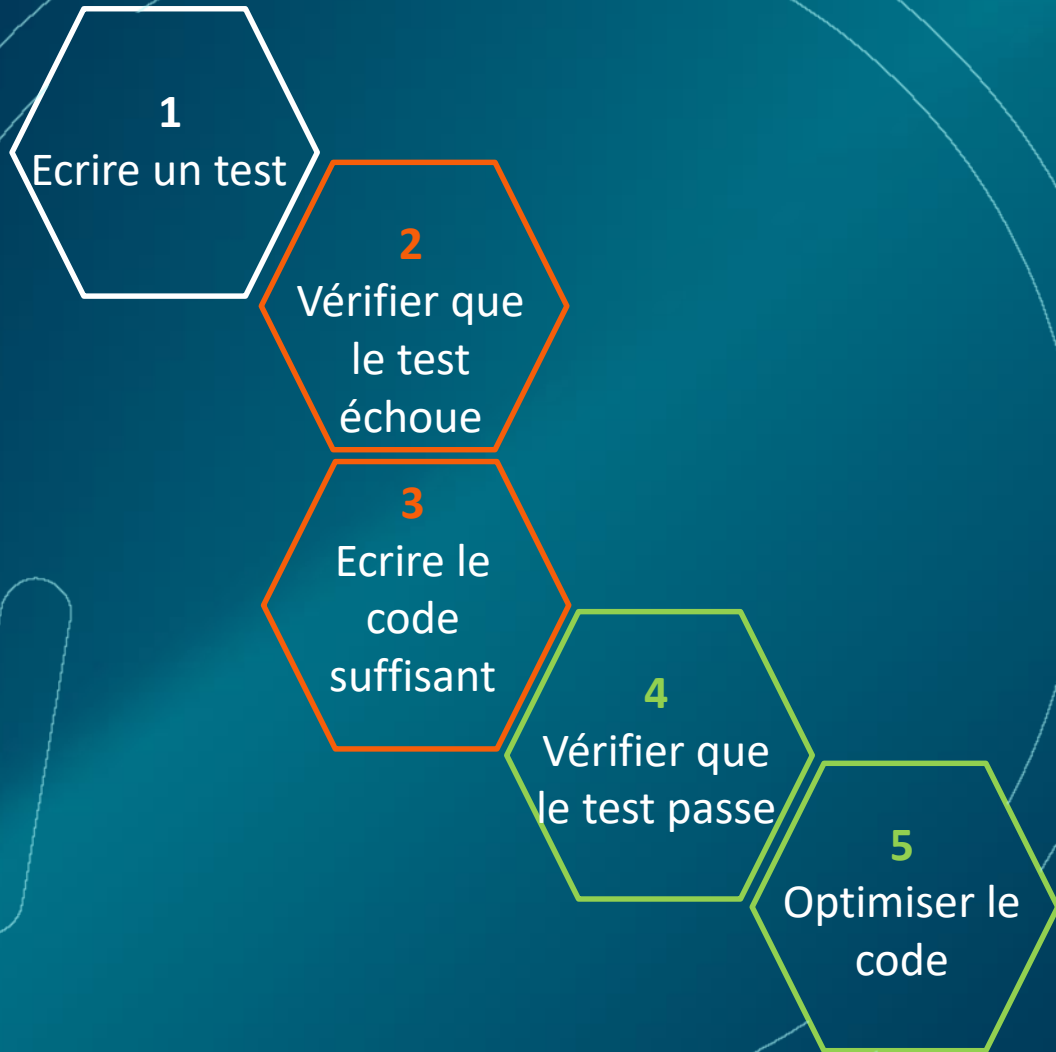 1
Ecrire un test
2
Vérifier que
le test
échoue
3
Ecrire le
code
suffisant
4
Vérifier que
le test passe
5
Optimiser le
code